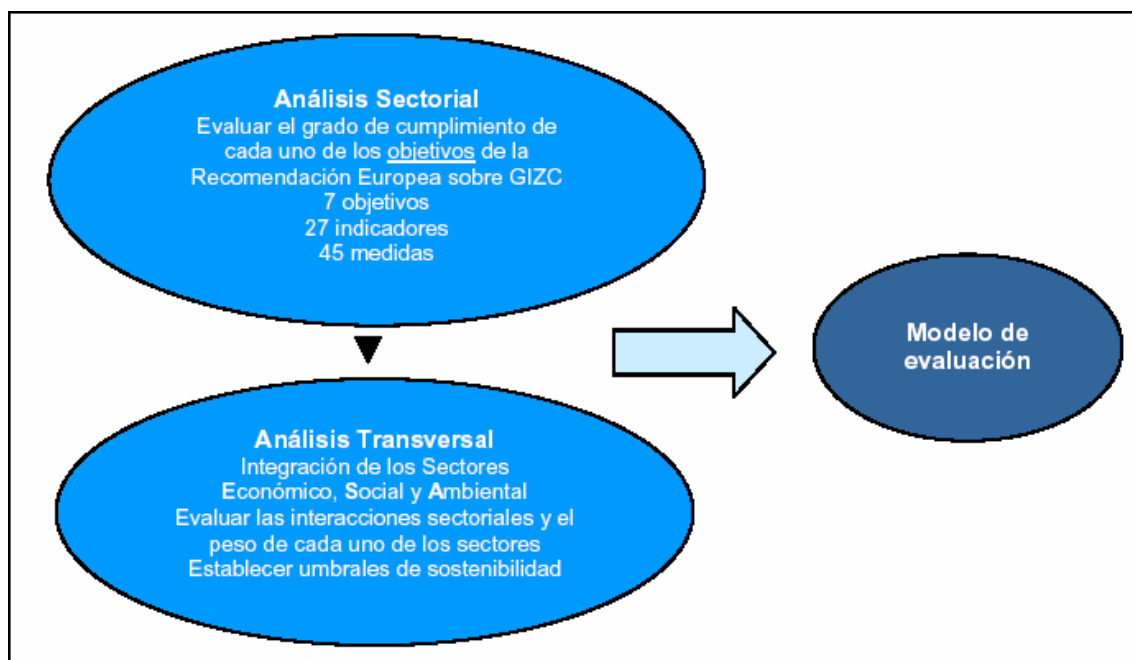 Análisis Sectorial
Evaluar el grado de cumplimiento de
cada uno de los objetivos de la
Recomendación Europea sobre GIZC
7 objetivos
27 indicadores
45 medidas
Análisis Transversal
Integración de los Sectores
Económico, Social y Ambiental
Evaluar las interacciones sectoriales y el
peso de cada uno de los sectores
Establecer umbrales de sostenibilidad
Modelo de
evaluación